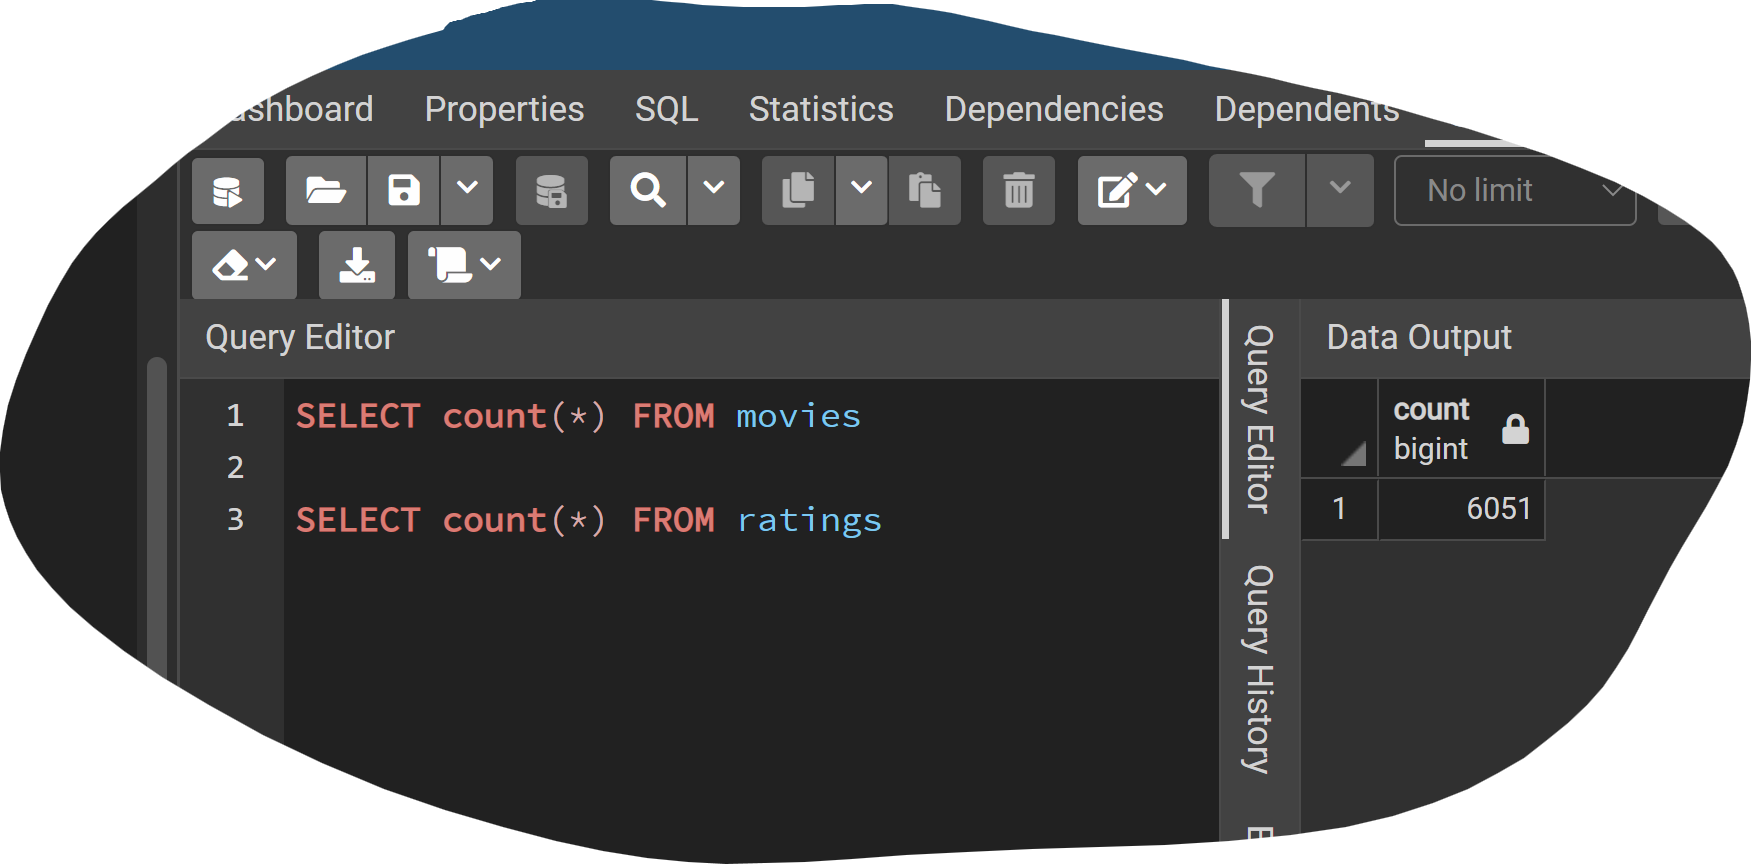 shboard Properties SQL Statistics Dependencies Dependents
No limit
Query Editor
1 SELECT count(*) FROM movies
2
3 SELECT count(*) FROM ratings
Query Editor
Query History
Data Output
count
bigint
1 6051